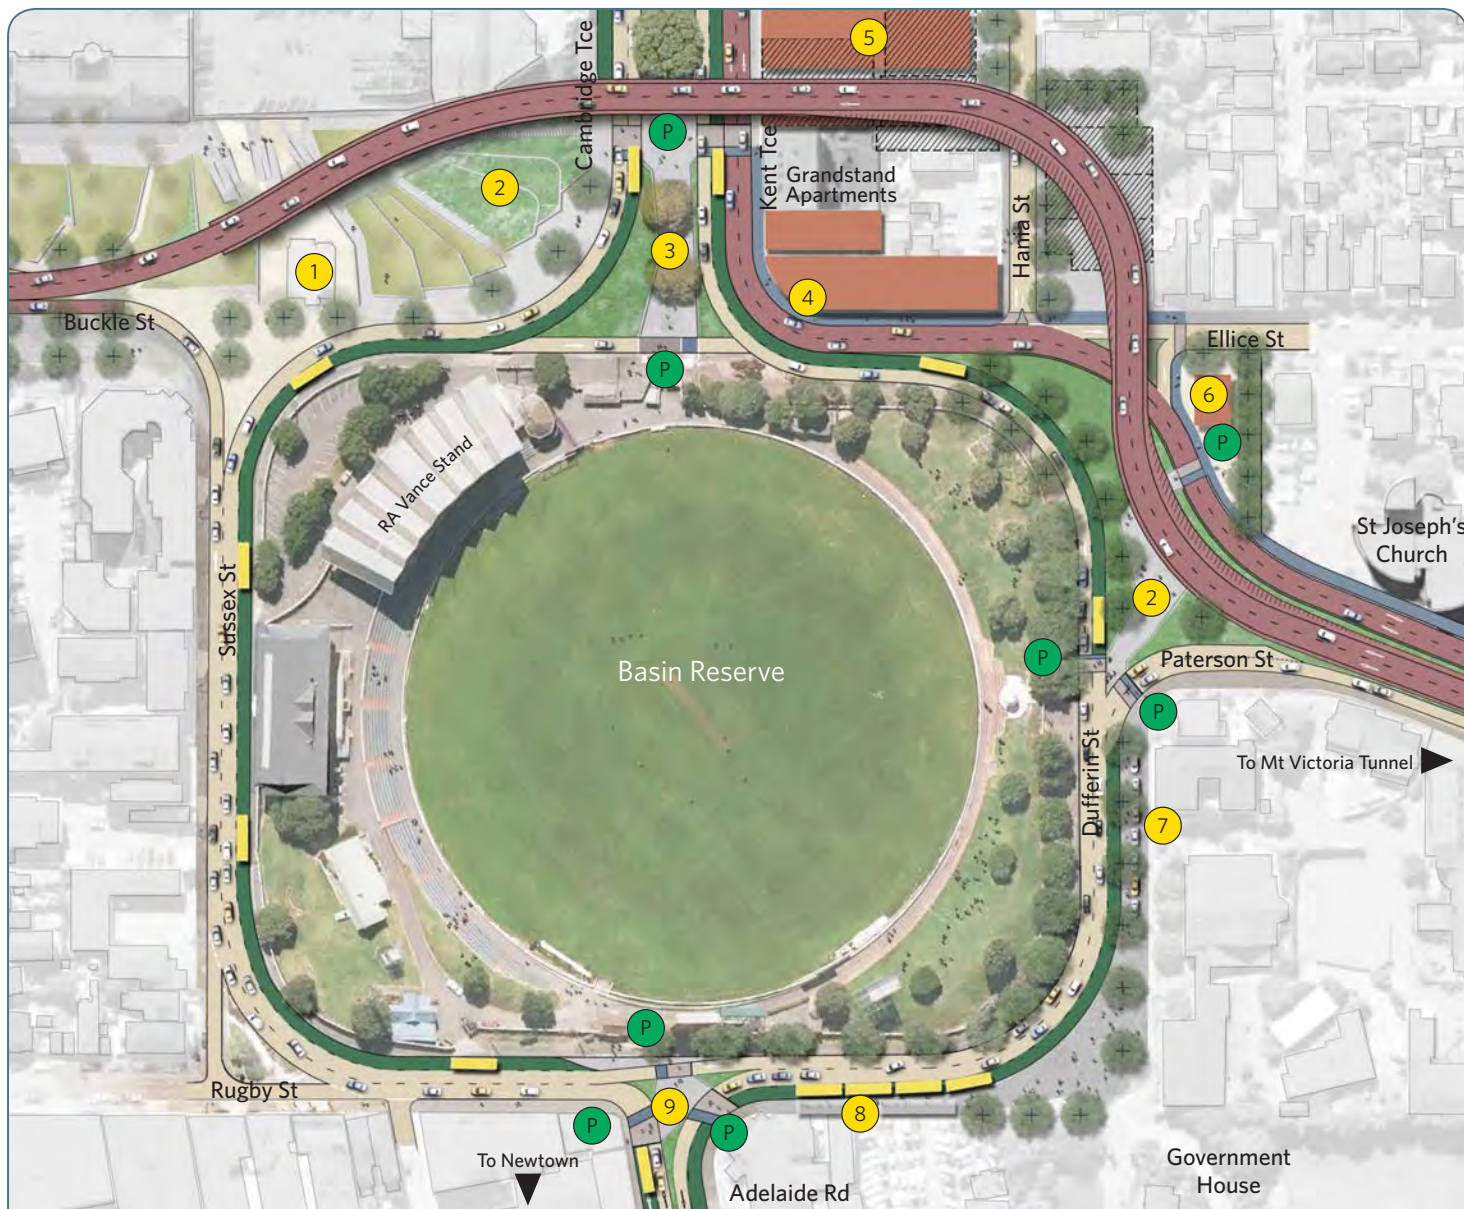 Cambridge Tce
5
P
Kent Tce
Grandstand
Apartments
2
Hania St
3
1
4
Buckle St
Ellice St
P
6
P
RA Vance Stand
St Joseph's
Church
Sussex St
2
Basin Reserve
P
Paterson St
P
Dufferin St
To Mt Victoria Tunnel
7
P
Rugby St
9
8
P
P
To Newtown
Adelaide Rd
Government
House